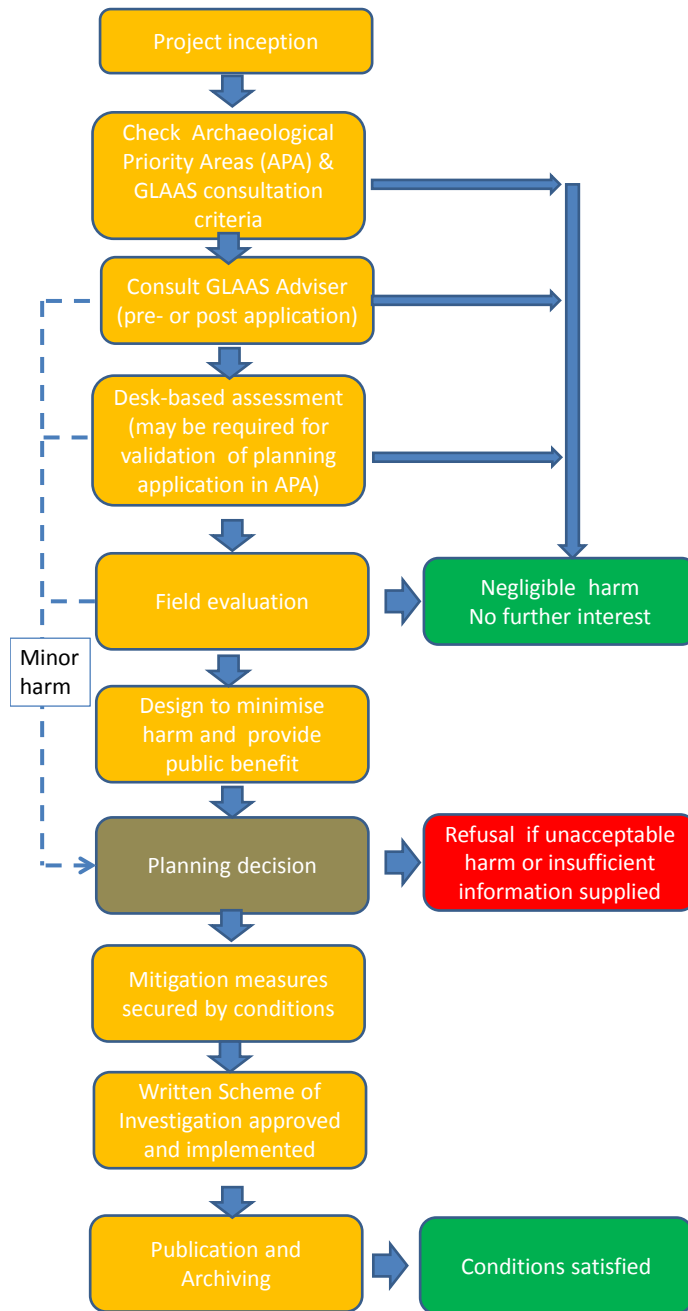 Project inception
Check Archaeological
Priority Areas (APA) &
GLAAS consultation
criteria
Consult GLAAS Adviser
(pre- or post application)
Desk-based assessment
(may be required for
validation of planning
application in APA)
Field evaluation
Negligible harm
No further interest
Minor
harm
Design to minimise
harm and provide
public benefit
Planning decision
Refusal if unacceptable
harm or insufficient
information supplied
Mitigation measures
secured by conditions
Written Scheme of
Investigation approved
and implemented
Publication and
Archiving
Conditions satisfied